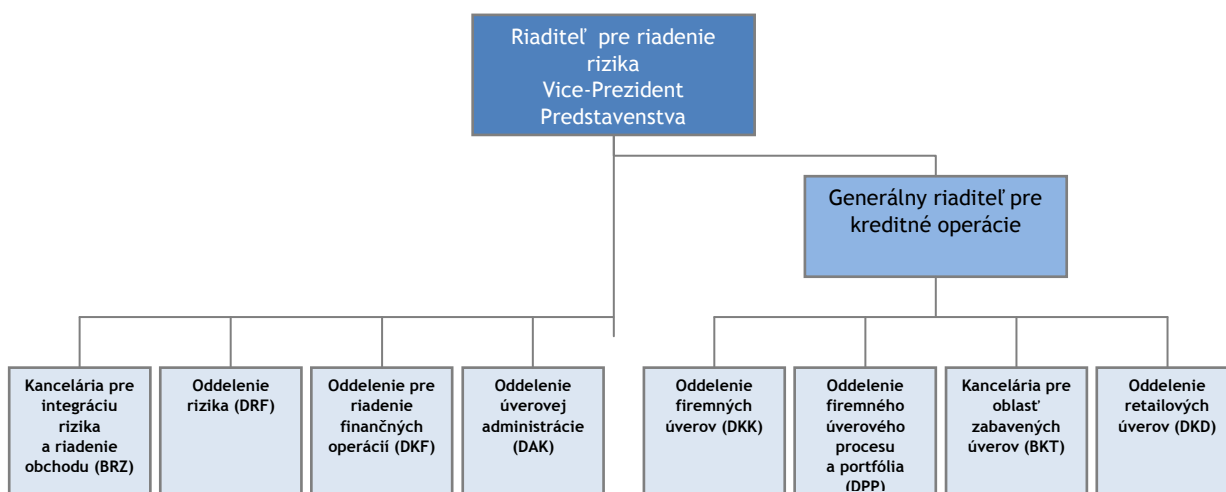 Riaditeľ pre riadenie
rizika
Vice-Prezident
Predstavenstva
Generálny riaditeľ pre
kreditné operácie
Kancelária pre
integráciu
rizika
a riadenie
obchodu (BRZ)
Oddelenie
rizika (DRF)
Oddelenie pre
riadenie
finančných
operácií (DKF)
Oddelenie
úverovej
administrácie
(DAK)
Oddelenie
firemných
úverov (DKK)
Oddelenie
firemného
úverového
procesu
a portfólia
(DPP)
Kancelária pre
oblasť
zabavených
úverov (BKT)
Oddelenie
retailových
úverov (DKD)